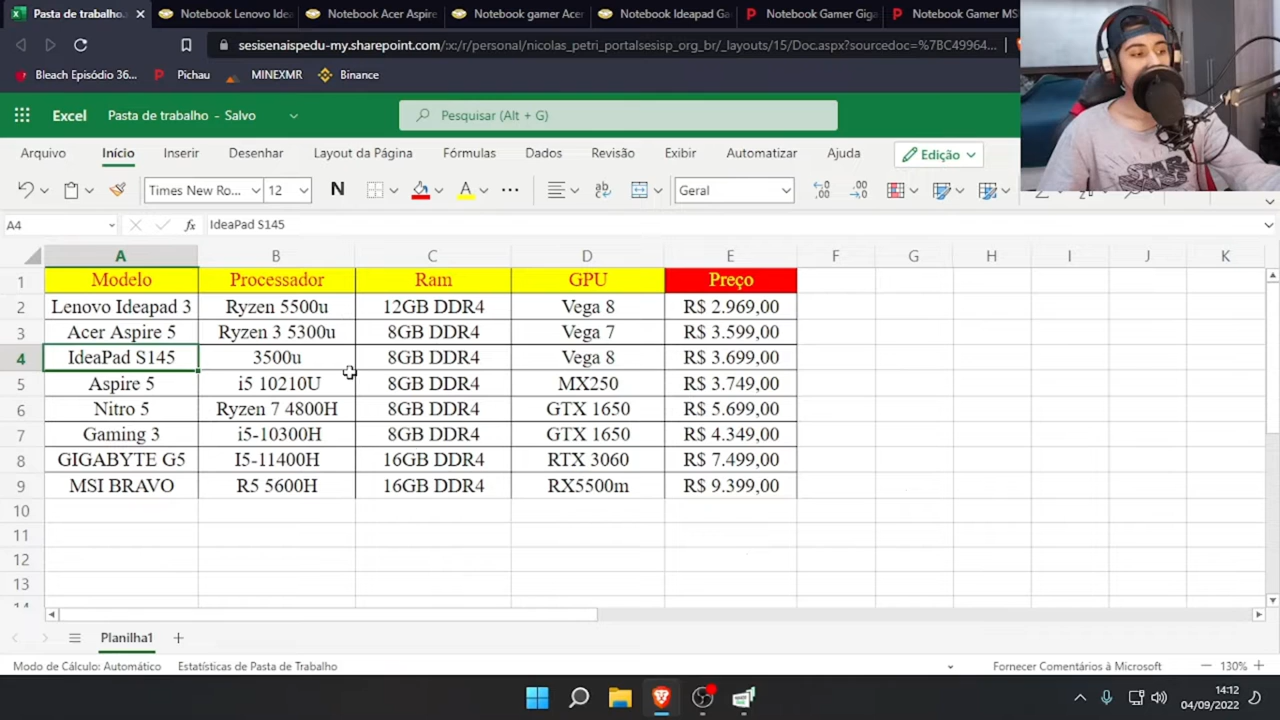 Pasta de trabalho.
Notebook Lenovo Idea
Notebook Acer Aspire
Notebook gamer Acer
Notebook Ideapad Ga
Notebook Gamer Giga
Notebook Gamer MS
sesisenaispedu-my.sharepoint.com/:x:/r/personal/nicolas_petri_portalsesisp_org_br/_layouts/15/Doc.aspx?sourcedoc=%7BC49964...
Bleach Episódio 36...
Pichau
MINEXMR
Binance
Excel
Pasta de trabalho - Salvo
Pesquisar (Alt + G)
Arquivo Início Inserir Desenhar Layout da Página Fórmulas Dados Revisão Exibir Automatizar Ajuda Edição
Times New Ro... 12 N A Geral
A4 fx IdeaPad S145
A B C D E F G H I J K
1 Modelo Processador Ram GPU Preço
2 Lenovo Ideapad 3 Ryzen 5500u 12GB DDR4 Vega 8 R$ 2.969,00
3 Acer Aspire 5 Ryzen 3 5300u 8GB DDR4 Vega 7 R$ 3.599,00
4 IdeaPad S145 3500u 8GB DDR4 Vega 8 R$ 3.699,00
5 Aspire 5 i5 10210U 8GB DDR4 MX250 R$ 3.749,00
6 Nitro 5 Ryzen 7 4800H 8GB DDR4 GTX 1650 R$ 5.699,00
7 Gaming 3 i5-10300H 8GB DDR4 GTX 1650 R$ 4.349,00
8 GIGABYTE G5 I5-11400H 16GB DDR4 RTX 3060 R$ 7.499,00
9 MSI BRAVO R5 5600H 16GB DDR4 RX5500m R$ 9.399,00
10
11
12
13
14
Planilha1
Modo de Cálculo: Automático Estatísticas de Pasta de Trabalho Fornecer Comentários à Microsoft 130%
14:12
04/09/2022